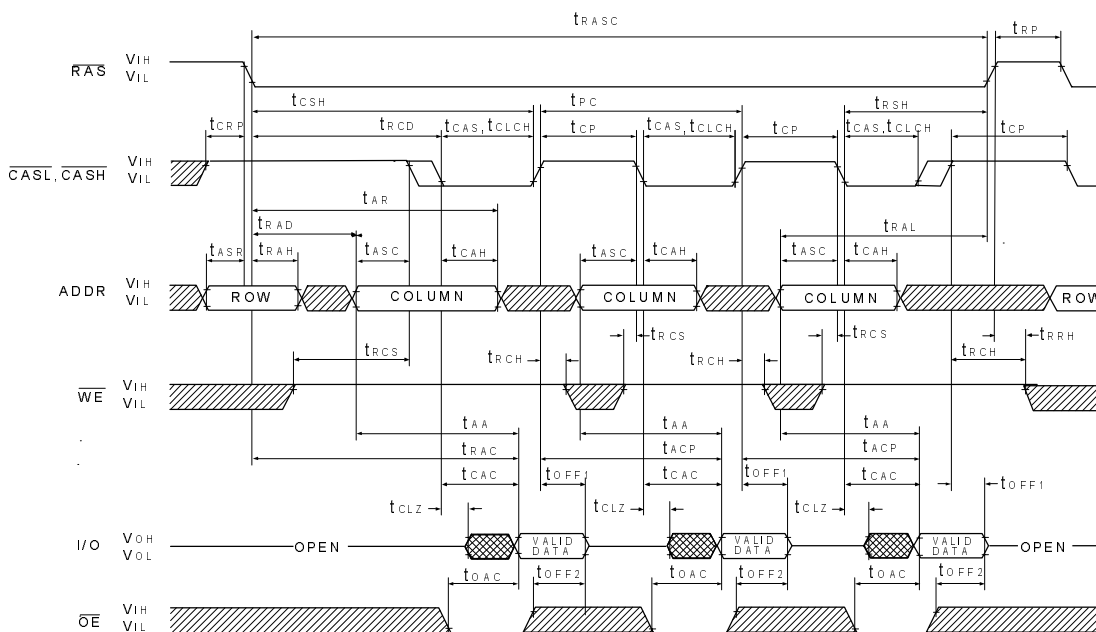 tRASC
tRP
RAS VIH
VIL
tCSH tPC tRSH
tCRP tRCD tCAS,tCLCH tCP tCAS,tCLCH tCP tCAS,tCLCH tCP
CASL,CASH VIH
VIL
tAR
tRAD tRAL
tASR tRAH tASC tCAH tASC tCAH tASC tCAH
ADDR VIH
VIL
ROW COLUMN COLUMN COLUMN ROW
tRCS tRCH tRCS tRCH tRCS tRCH tRRH
WE VIH
VIL
tAA tAA tAA
tRAC tACP tACP
tCAC tOFF1 tCAC tOFF1 tCAC tOFF1
tCLZ tCLZ tCLZ
I/O VOH
VOL
OPEN VALID DATA VALID DATA VALID DATA OPEN
tOAC tOFF2 tOAC tOFF2 tOAC tOFF2
OE VIH
VIL